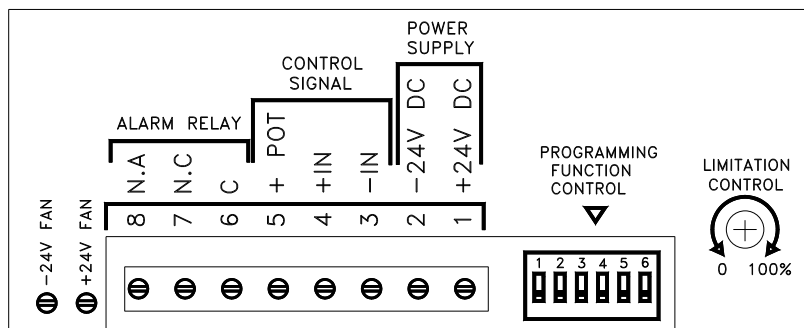 POWER
SUPPLY
CONTROL
SIGNAL
ALARM RELAY
N.A
N.C
C
+ POT
+IN
-IN
-24V DC
+24V DC
8
7
6
5
4
3
2
1
-24V FAN
+24V FAN
PROGRAMMING
FUNCTION
CONTROL
1 2 3 4 5 6
LIMITATION
CONTROL
0 100%